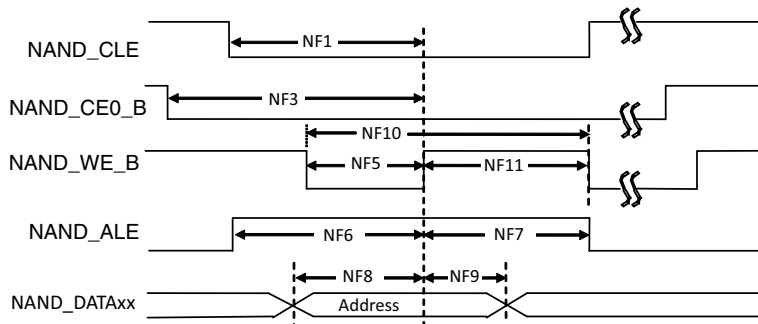 NAND_CLE
NF1
NAND_CE0_B
NF3
NF10
NAND_WE_B
NF5
NF11
NAND_ALE
NF6
NF7
NF8
NF9
NAND_DATAxx
Address